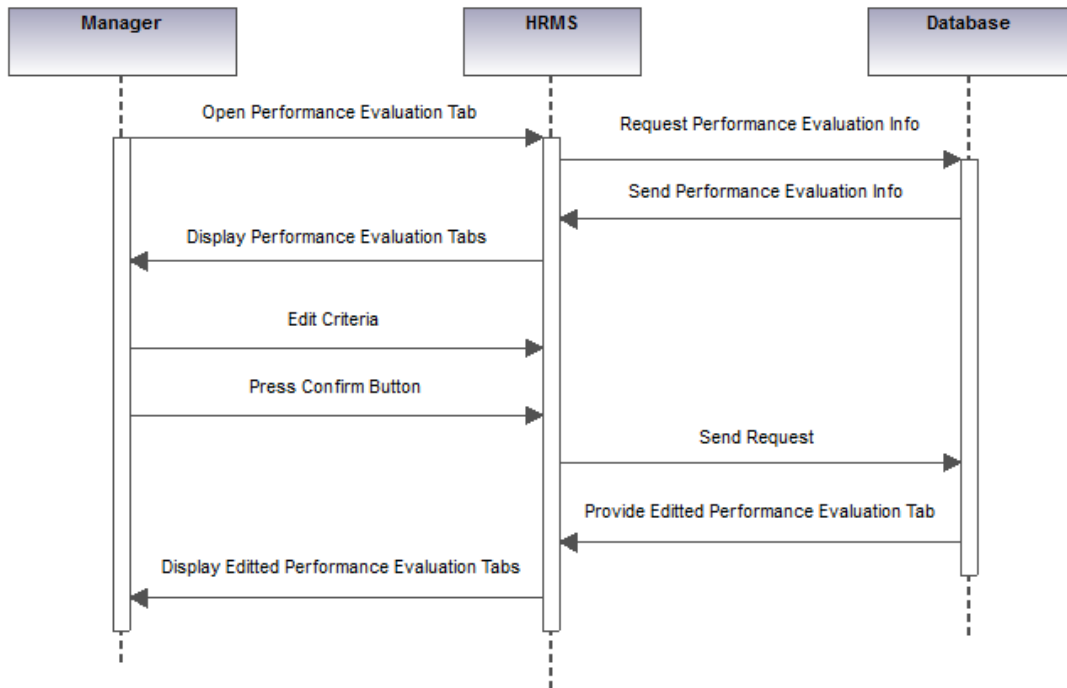 Manager
HRMS
Database
Open Performance Evaluation Tab
Request Performance Evaluation Info
Send Performance Evaluation Info
Display Performance Evaluation Tabs
Edit Criteria
Press Confirm Button
Send Request
Provide Editted Performance Evaluation Tab
Display Editted Performance Evaluation Tabs